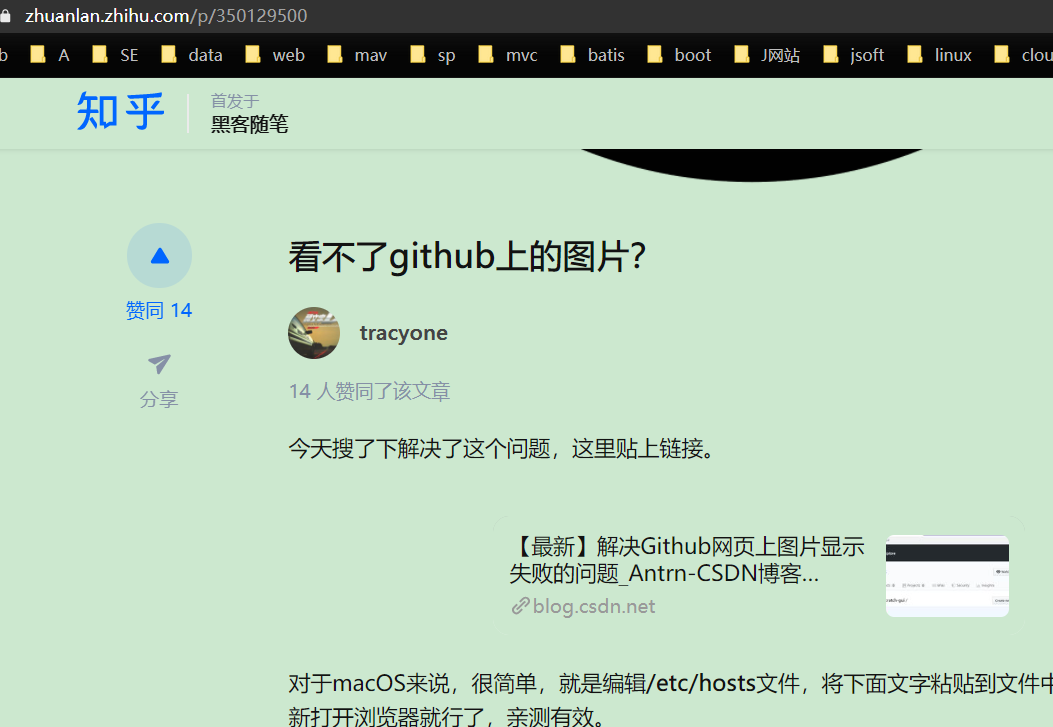 zhuanlan.zhihu.com/p/350129500
b A SE data web mav sp mvc batis boot J网站 jsoft linux clou
知乎
首发于
黑客随笔
看不了github上的图片？
赞同 14
tracyone
分享
14 人赞同了该文章
今天搜了下解决了这个问题，这里贴上链接。
【最新】解决Github网页上图片显示
失败的问题_Antrn-CSDN博客...
blog.csdn.net
对于macOS来说，很简单，就是编辑/etc/hosts文件，将下面文字粘贴到文件中
新打开浏览器就行了，亲测有效。